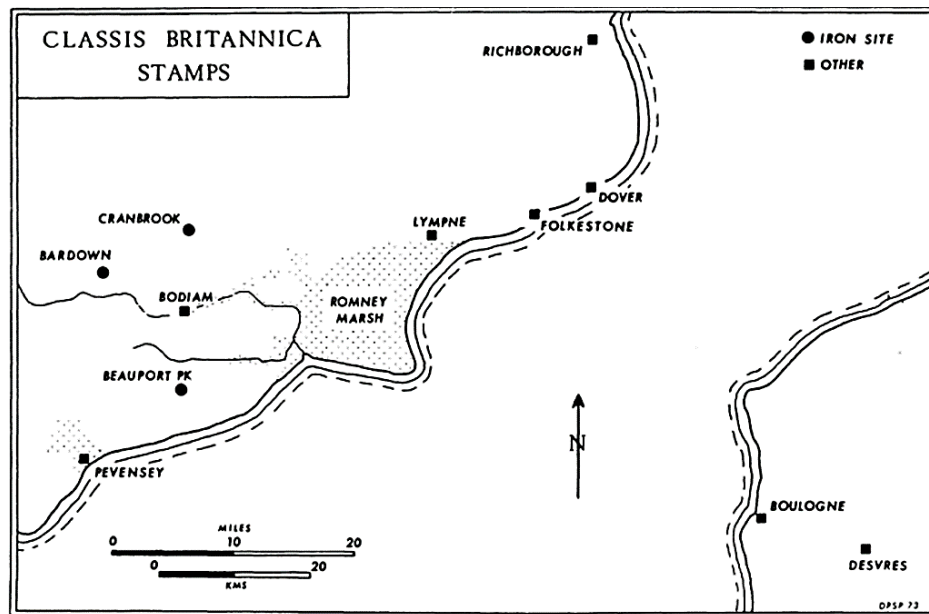 CLASSIS BRITANNICA
STAMPS
RICHBOROUGH
IRON SITE
OTHER
DOVER
FOLKESTONE
LYMPNE
CRANBROOK
BARDOWN
BODIAM
ROMNEY
MARSH
BEAUPORT PK
PEVENSEY
N
BOULOGNE
DESVRES
MILES
0 10 20
0 10 20
KMS
DPSP 73